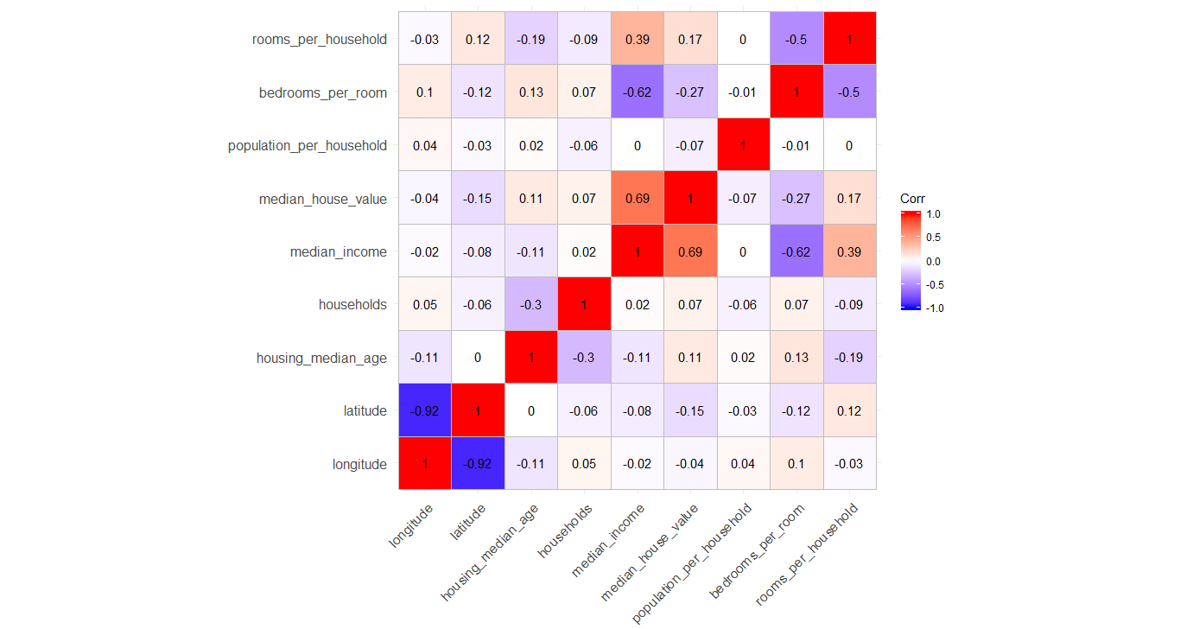 rooms_per_household -0.03 0.12 -0.19 -0.09 0.39 0.17 0 -0.5 1
bedrooms_per_room 0.1 -0.12 0.13 0.07 -0.62 -0.27 -0.01 1 -0.5
population_per_household 0.04 -0.03 0.02 -0.06 0 -0.07 1 -0.01 0
median_house_value -0.04 -0.15 0.11 0.07 0.69 1 -0.07 -0.27 0.17
median_income -0.02 -0.08 -0.11 0.02 1 0.69 0 -0.62 0.39
households 0.05 -0.06 -0.3 1 0.02 0.07 -0.06 0.07 -0.09
housing_median_age -0.11 0 1 -0.3 -0.11 0.11 0.02 0.13 -0.19
latitude -0.92 1 0 -0.06 -0.08 -0.15 -0.03 -0.12 0.12
longitude 1 -0.92 -0.11 0.05 -0.02 -0.04 0.04 0.1 -0.03
longitude
latitude
housing_median_age
households
median_income
median_house_value
population_per_household
bedrooms_per_room
rooms_per_household
Corr
1.0
0.5
0.0
-0.5
-1.0